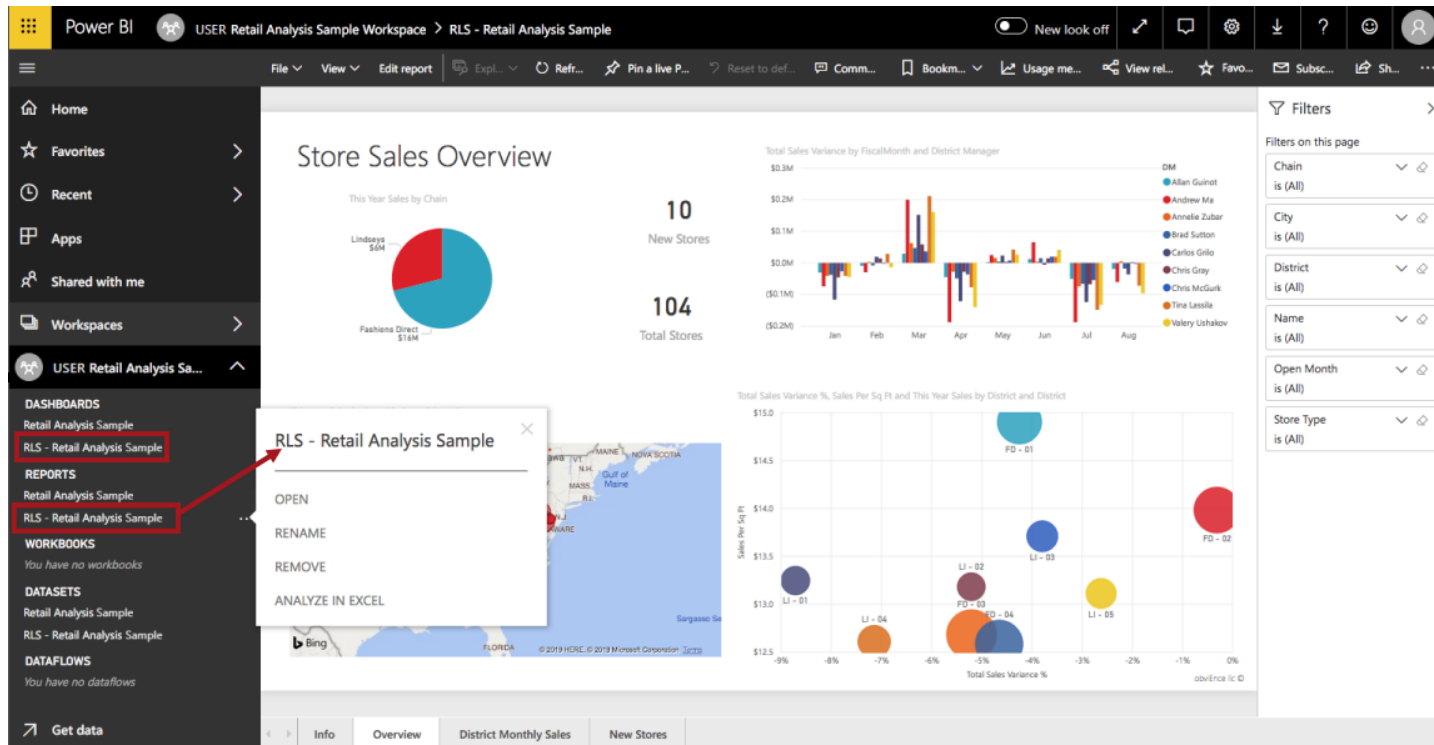 Power BI
USER Retail Analysis Sample Workspace > RLS - Retail Analysis Sample
New look off
?
File
View
Edit report
Expl...
Refr...
Pin a live P...
Reset to def...
Comm...
Bookm...
Usage me...
View rel...
Favo...
Subsc...
Sh...
...
Home
Favorites
Recent
Apps
Shared with me
Workspaces
USER Retail Analysis Sa...
DASHBOARDS
Retail Analysis Sample
RLS - Retail Analysis Sample
REPORTS
Retail Analysis Sample
RLS - Retail Analysis Sample
WORKBOOKS
You have no workbooks
DATASETS
Retail Analysis Sample
RLS - Retail Analysis Sample
DATAFLOWS
You have no dataflows
Get data
RLS - Retail Analysis Sample
OPEN
RENAME
REMOVE
ANALYZE IN EXCEL
Store Sales Overview
This Year Sales by Chain
Lindseys
$6M
Fashions Direct
$16M
10
New Stores
104
Total Stores
Total Sales Variance by FiscalMonth and District Manager
$0.3M
$0.2M
$0.1M
$0.0M
($0.1M)
($0.2M)
Jan Feb Mar Apr May Jun Jul Aug
DM
Allan Guinot
Andrew Ma
Annelie Zubar
Brad Sutton
Carlos Grilo
Chris Gray
Chris McGurk
Tina Lassila
Valery Ushakov
MAINE
NOVA SCOTIA
VT.
N.H.
Gulf of
Maine
MASS.
R.I.
N.J.
AWARE
Sargasso Se
FLORIDA
Bing
© 2019 HERE, © 2019 Microsoft Corporation Terms
Total Sales Variance %, Sales Per Sq Ft and This Year Sales by District and District
Sales Per Sq Ft
$15.0
$14.5
$14.0
$13.5
$13.0
$12.5
FD - 01
FD - 02
LI - 03
LI - 02
LI - 01
FD - 03
FD - 04
LI - 05
LI - 04
-9% -8% -7% -6% -5% -4% -3% -2% -1% 0%
Total Sales Variance %
obviEnce llc ©
Filters
Filters on this page
Chain
is (All)
City
is (All)
District
is (All)
Name
is (All)
Open Month
is (All)
Store Type
is (All)
Info
Overview
District Monthly Sales
New Stores